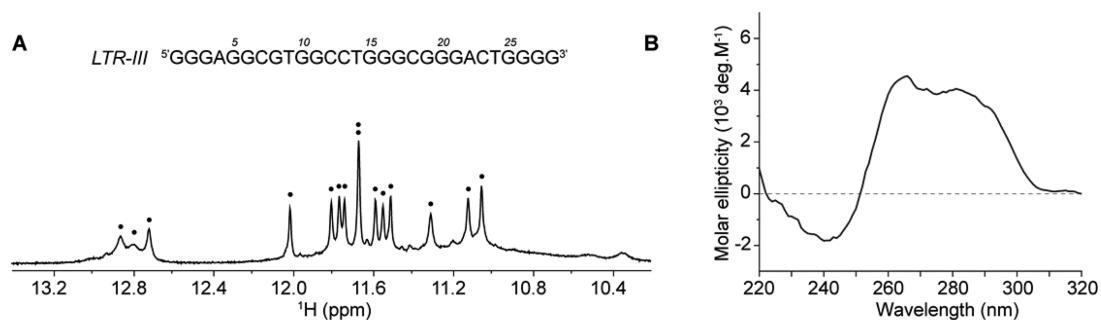 A
5 10 15 20 25
LTR-III 5'GGGAGGCGTGGCCTGGGCGGGACTGGGG3'
13.2 12.8 12.4 12.0 11.6 11.2 10.8 10.4
1H (ppm)
B
Molar ellipticity (10³ deg.M⁻¹)
6
4
2
0
-2
220 240 260 280 300 320
Wavelength (nm)